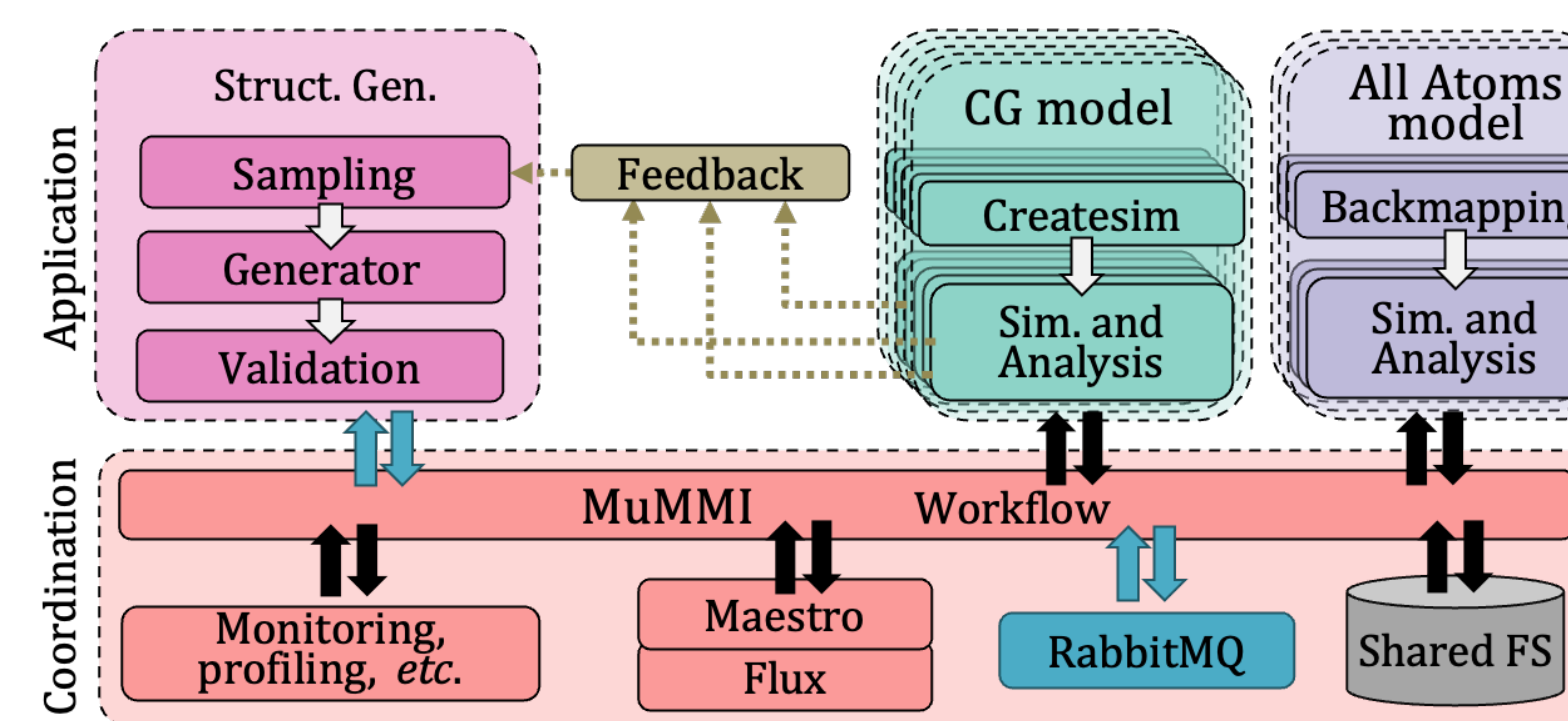 Application
Struct. Gen.
Sampling
Generator
Validation
Feedback
CG model
Createsim
Sim. and
Analysis
All Atoms
model
Backmappin
Sim. and
Analysis
Coordination
MuMMI Workflow
Monitoring,
profiling, etc.
Maestro
Flux
RabbitMQ
Shared FS